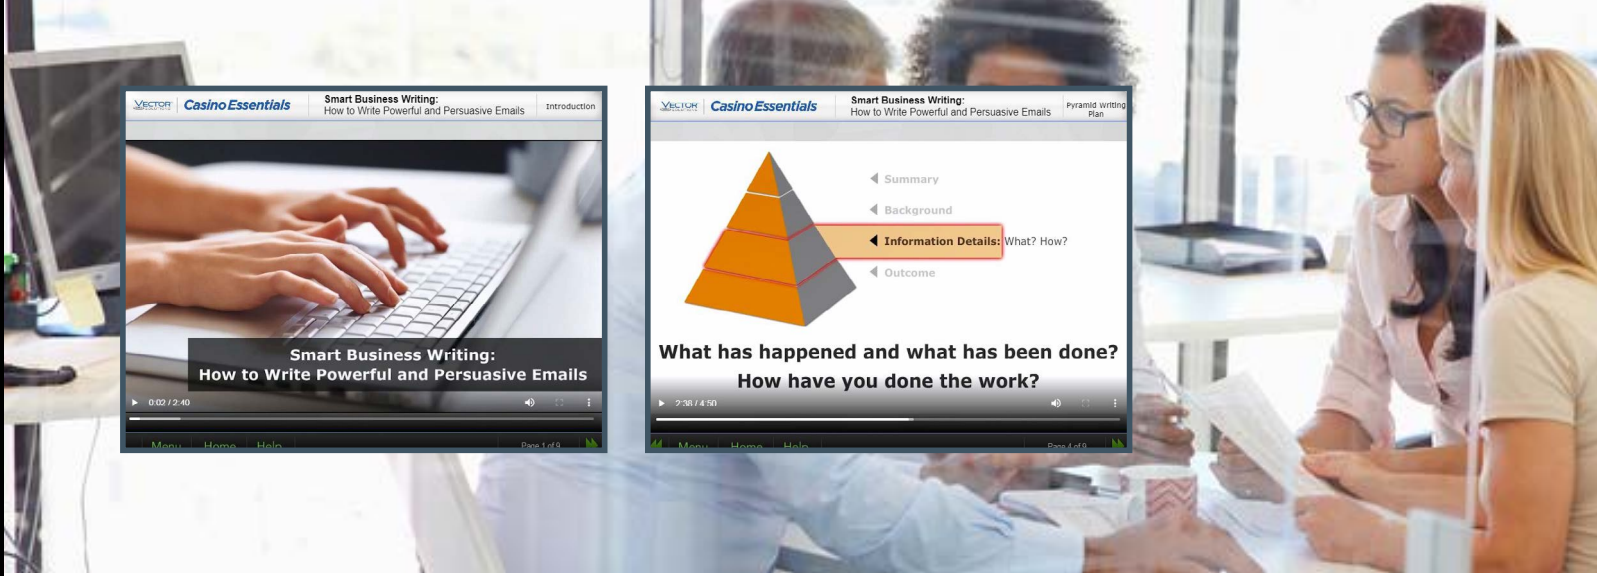 VECTOR
CasinoEssentials
Smart Business Writing:
How to Write Powerful and Persuasive Emails
Introduction
Smart Business Writing:
How to Write Powerful and Persuasive Emails
0:02 / 2:40
Menu Home Help
Page 1 of 9
VECTOR
CasinoEssentials
Smart Business Writing:
How to Write Powerful and Persuasive Emails
Pyramid Writing
Plan
Summary
Background
Information Details: What? How?
Outcome
What has happened and what has been done?
How have you done the work?
2:38 / 4:50
Menu Home Help
Page 4 of 9